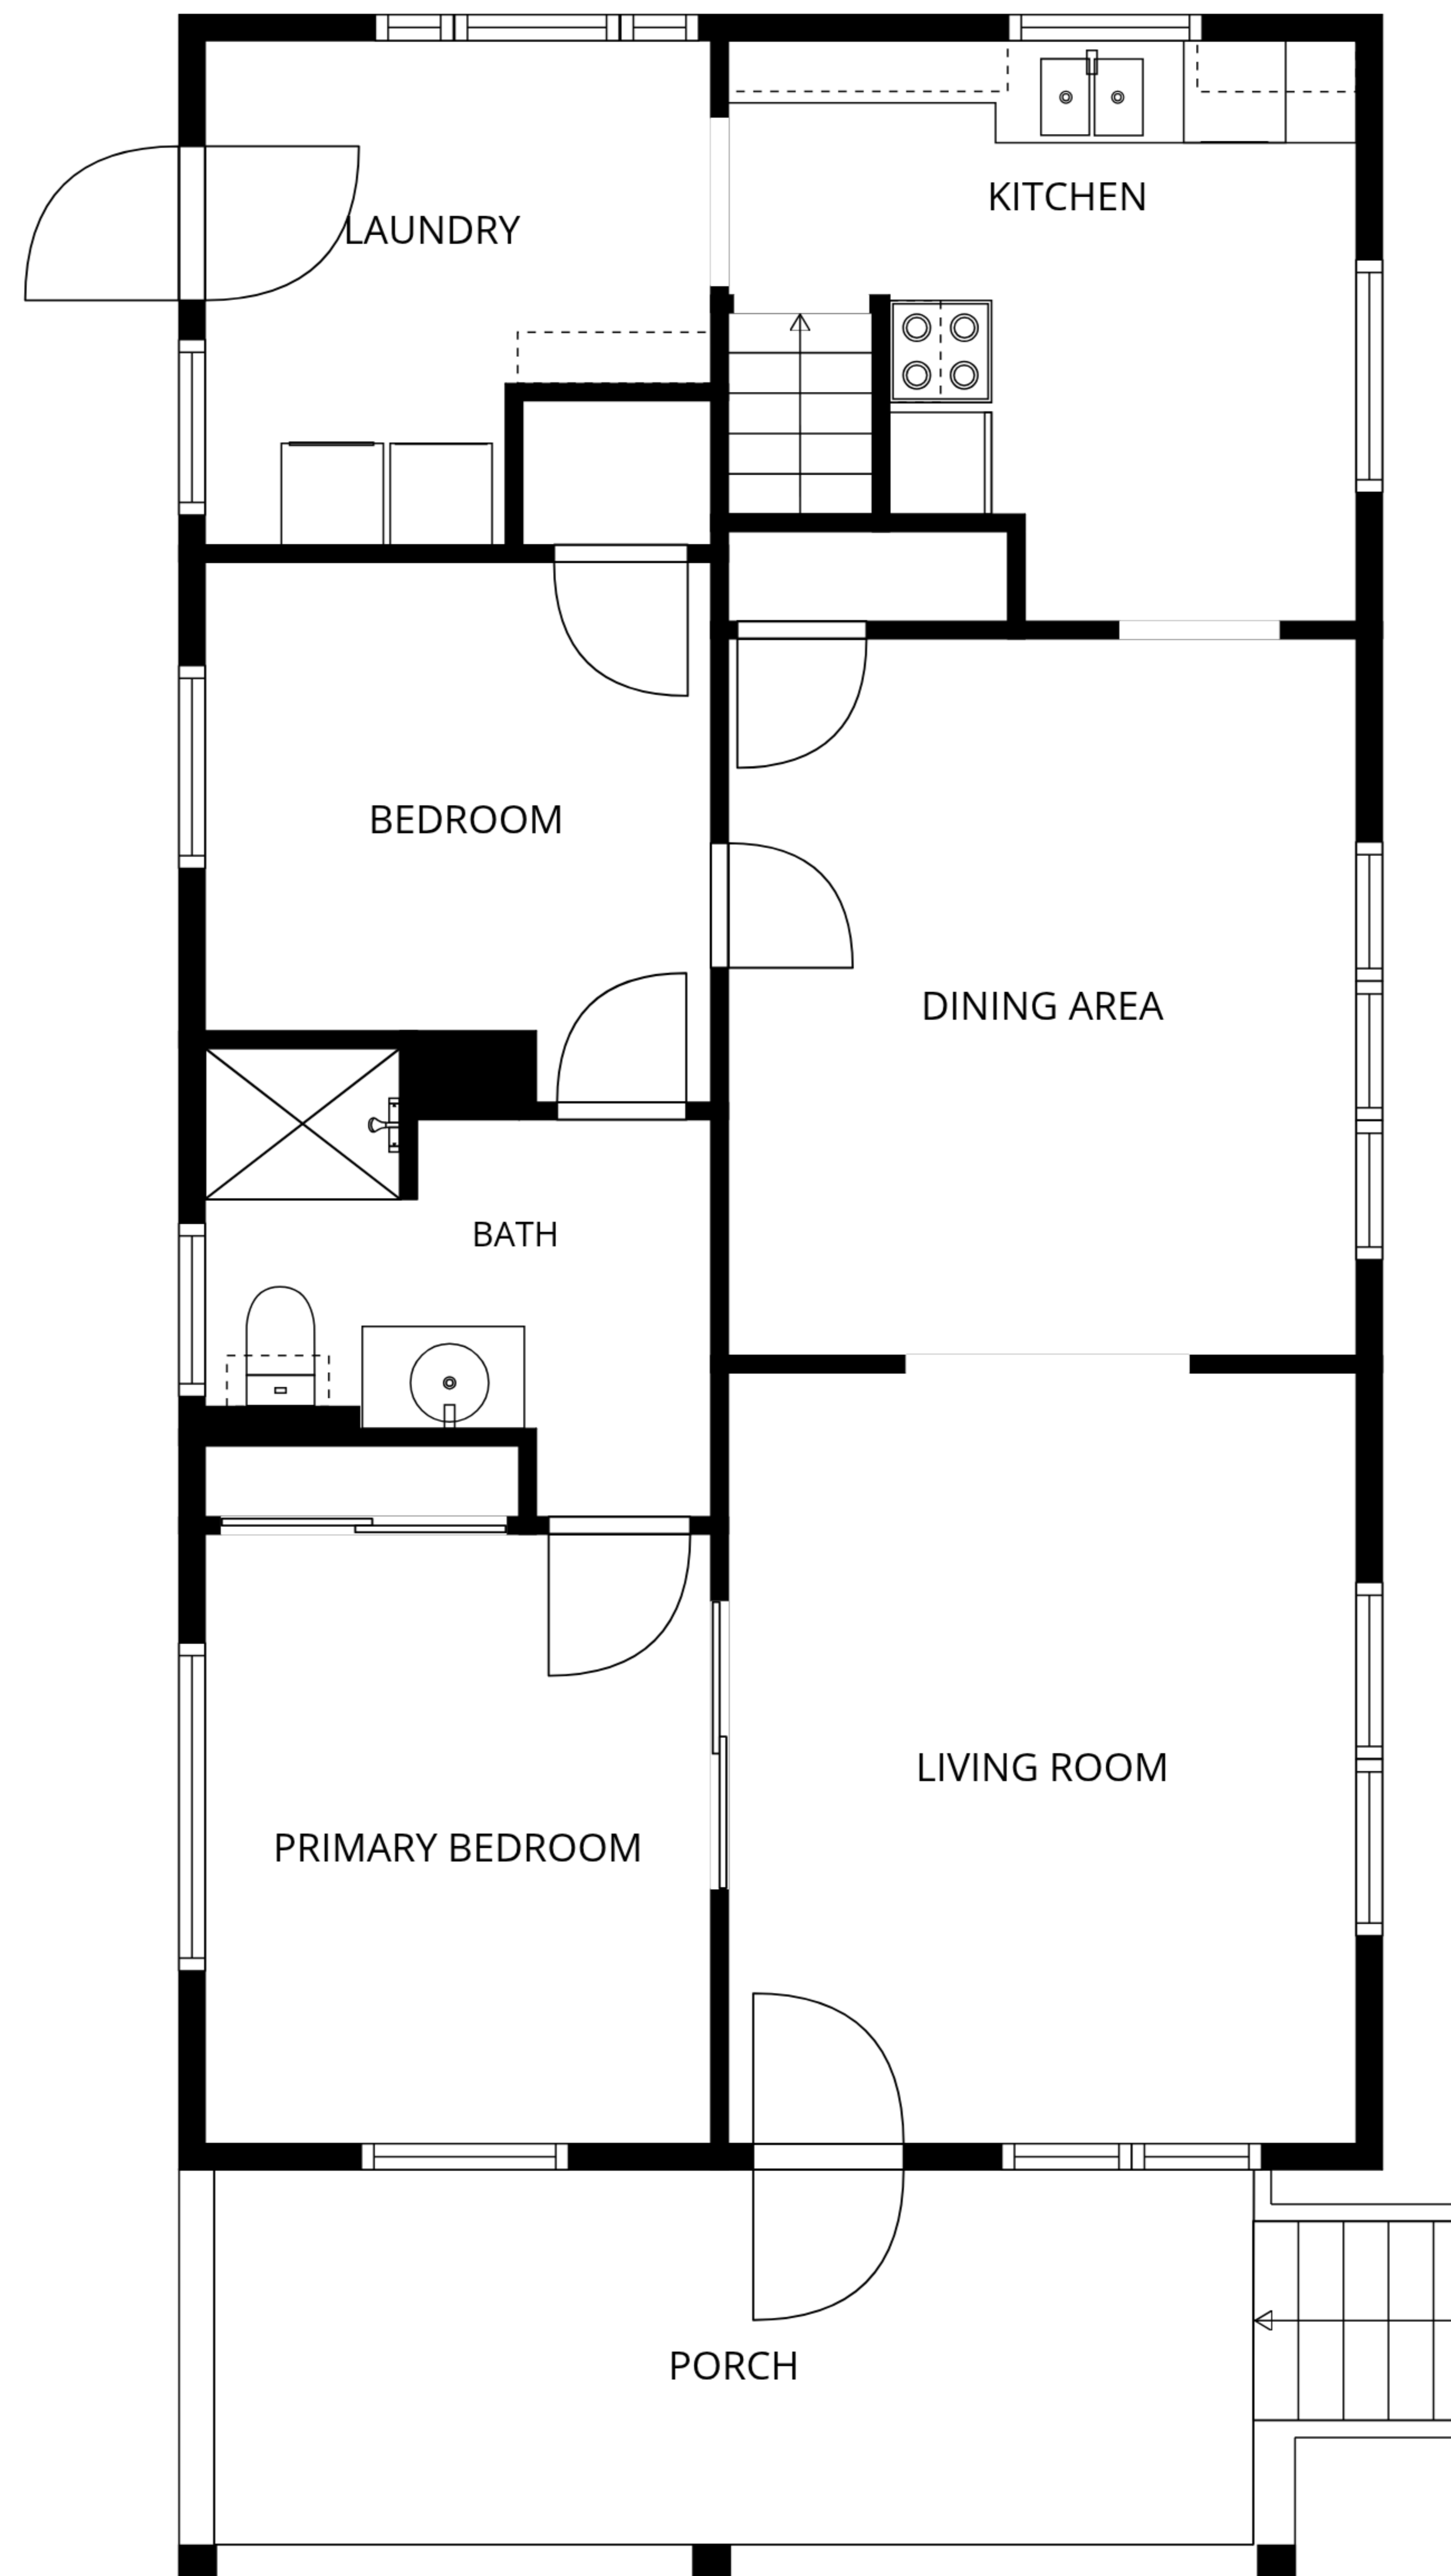 KITCHEN
LAUNDRY
BEDROOM
DINING AREA
BATH
LIVING ROOM
PRIMARY BEDROOM
PORCH